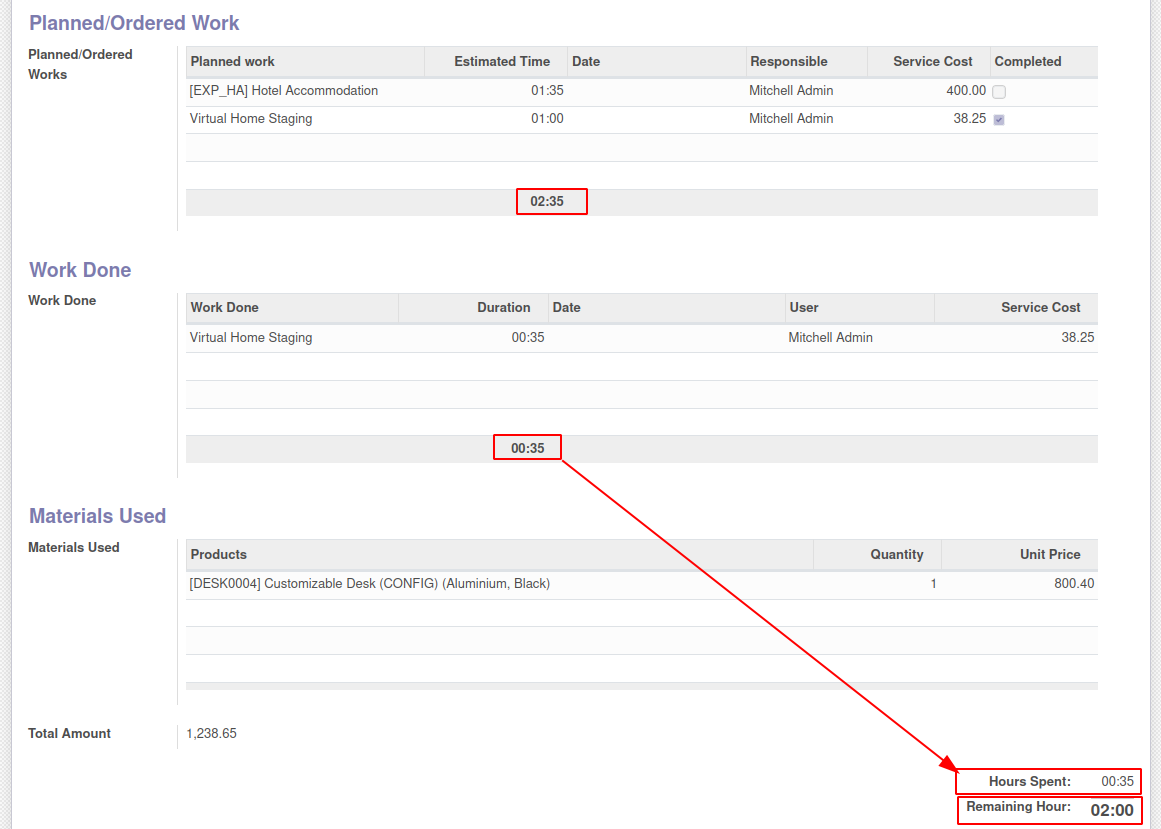 Planned/Ordered Work
Planned/Ordered Works
Planned work Estimated Time Date Responsible Service Cost Completed
[EXP_HA] Hotel Accommodation 01:35 Mitchell Admin 400.00
Virtual Home Staging 01:00 Mitchell Admin 38.25
02:35
Work Done
Work Done
Work Done Duration Date User Service Cost
Virtual Home Staging 00:35 Mitchell Admin 38.25
00:35
Materials Used
Materials Used
Products Quantity Unit Price
[DESK0004] Customizable Desk (CONFIG) (Aluminium, Black) 1 800.40
Total Amount 1,238.65
Hours Spent: 00:35
Remaining Hour: 02:00